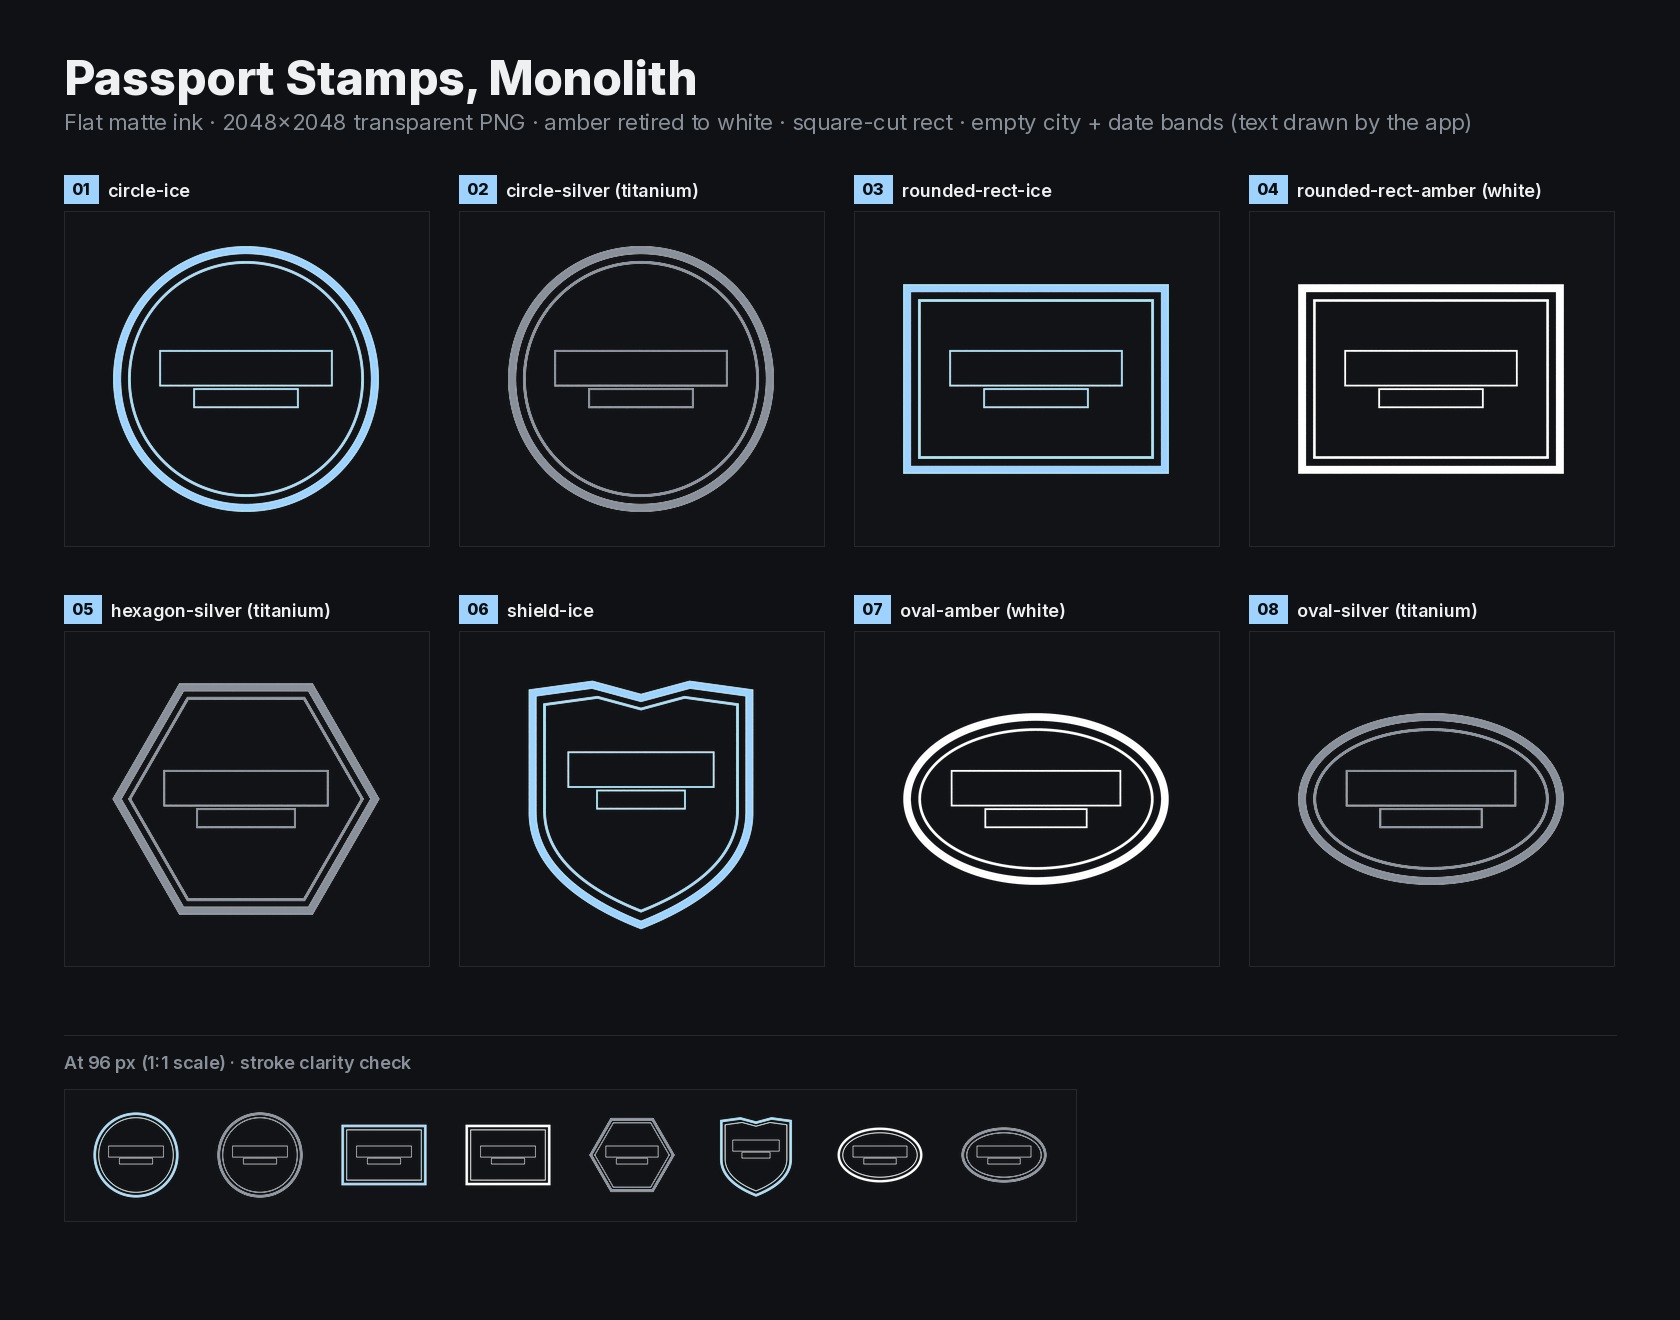 Passport Stamps, Monolith
Flat matte ink · 2048×2048 transparent PNG · amber retired to white · square-cut rect · empty city + date bands (text drawn by the app)
01 circle-ice
02 circle-silver (titanium)
03 rounded-rect-ice
04 rounded-rect-amber (white)
05 hexagon-silver (titanium)
06 shield-ice
07 oval-amber (white)
08 oval-silver (titanium)
At 96 px (1:1 scale) · stroke clarity check